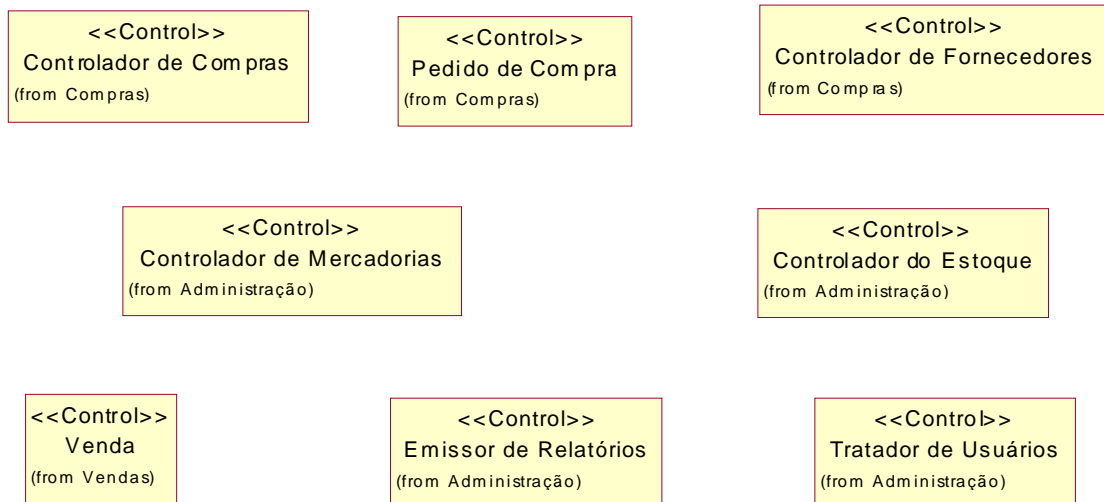 <<Control>>
Controlador de Compras
(from Compras)
<<Control>>
Pedido de Compra
(from Compras)
<<Control>>
Controlador de Fornecedores
(from Compras)
<<Control>>
Controlador de Mercadorias
(from Administração)
<<Control>>
Controlador do Estoque
(from Administração)
<<Control>>
Venda
(from Vendas)
<<Control>>
Emissor de Relatórios
(from Administração)
<<Control>>
Tratador de Usuários
(from Administração)